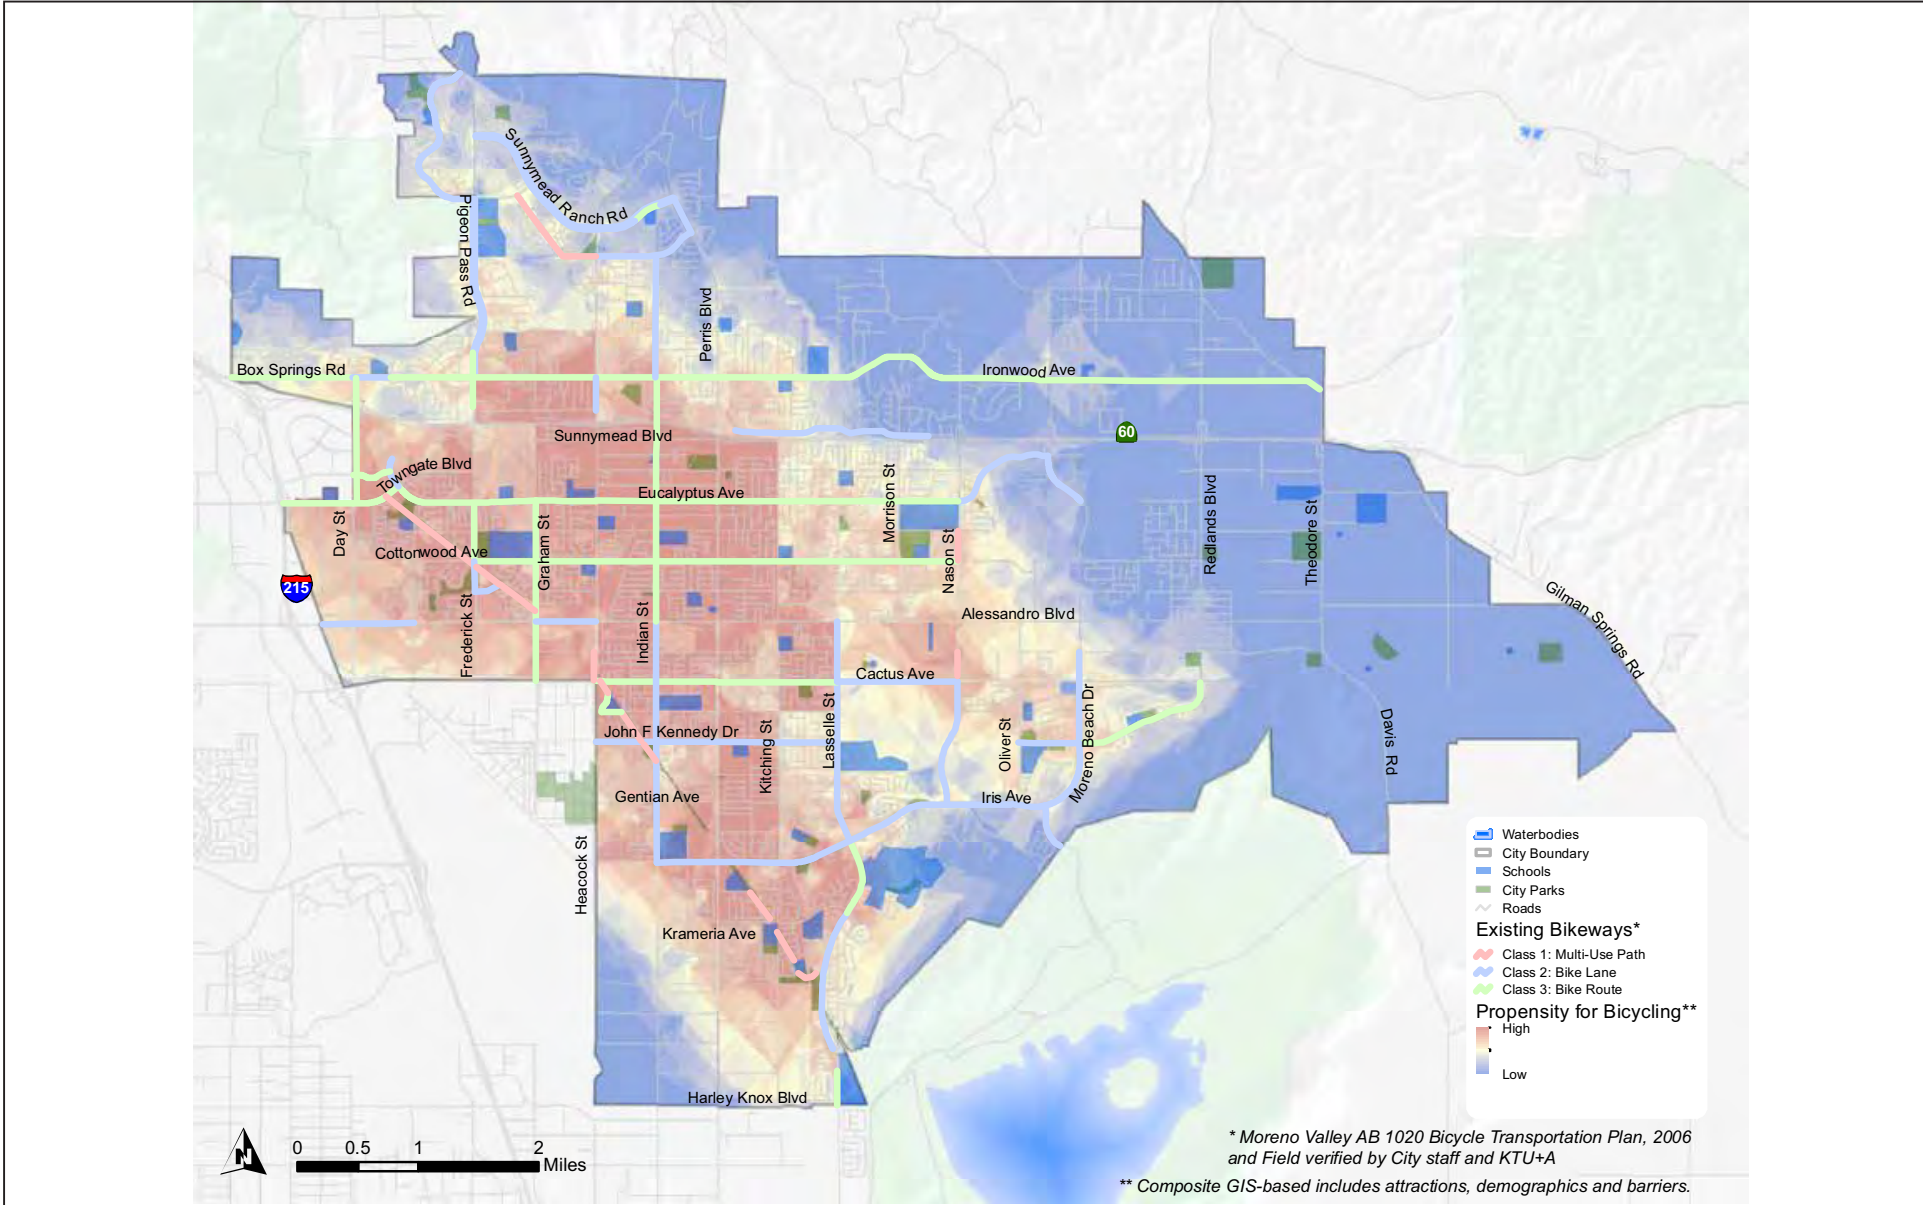 Sunnymead Ranch Rd
Pigeon Pass Rd
Perris Blvd
Box Springs Rd
Ironwood Ave
Sunnymead Blvd
60
Towngate Blvd
Eucalyptus Ave
Morrison St
Redlands Blvd
Theodore St
Day St
Cottonwood Ave
Graham St
Nason St
215
Gilman Springs Rd
Frederick St
Indian St
Alessandro Blvd
Cactus Ave
Lasselle St
Moreno Beach Dr
Oliver St
Davis Rd
John F Kennedy Dr
Kitching St
Gentian Ave
Iris Ave
Heacock St
Krameria Ave
Harley Knox Blvd
Waterbodies
City Boundary
Schools
City Parks
Roads
Existing Bikeways*
Class 1: Multi-Use Path
Class 2: Bike Lane
Class 3: Bike Route
Propensity for Bicycling**
High
Low
N
0 0.5 1 2
Miles
* Moreno Valley AB 1020 Bicycle Transportation Plan, 2006
and Field verified by City staff and KTU+A
** Composite GIS-based includes attractions, demographics and barriers.